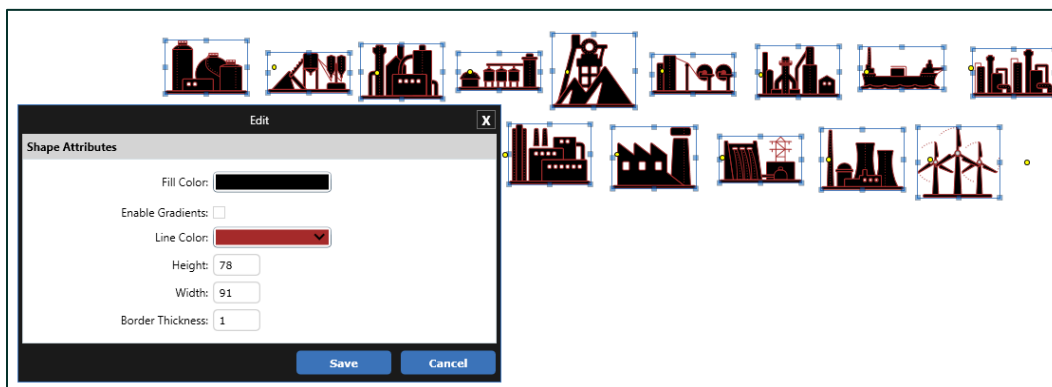 Edit
X
Shape Attributes
Fill Color:
Enable Gradients:
Line Color:
Height: 78
Width: 91
Border Thickness: 1
Save Cancel